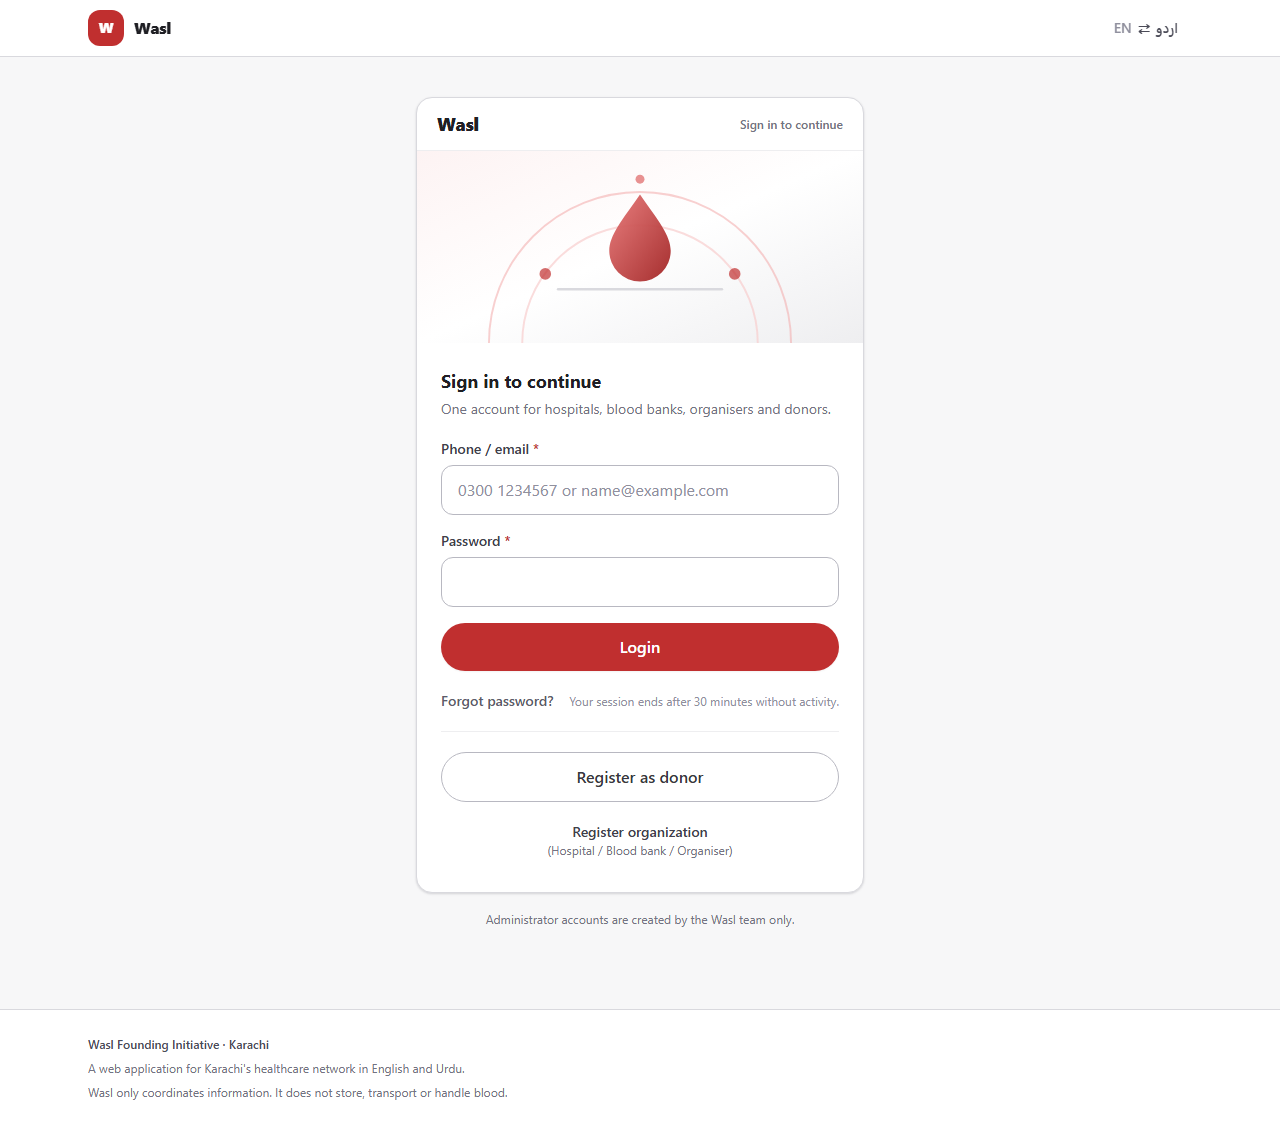 W Wasl
EN ⇄ اردو
Wasl
Sign in to continue
Sign in to continue
One account for hospitals, blood banks, organisers and donors.
Phone / email *
0300 1234567 or name@example.com
Password *
Login
Forgot password?
Your session ends after 30 minutes without activity.
Register as donor
Register organization
(Hospital / Blood bank / Organiser)
Administrator accounts are created by the Wasl team only.
Wasl Founding Initiative · Karachi
A web application for Karachi's healthcare network in English and Urdu.
Wasl only coordinates information. It does not store, transport or handle blood.